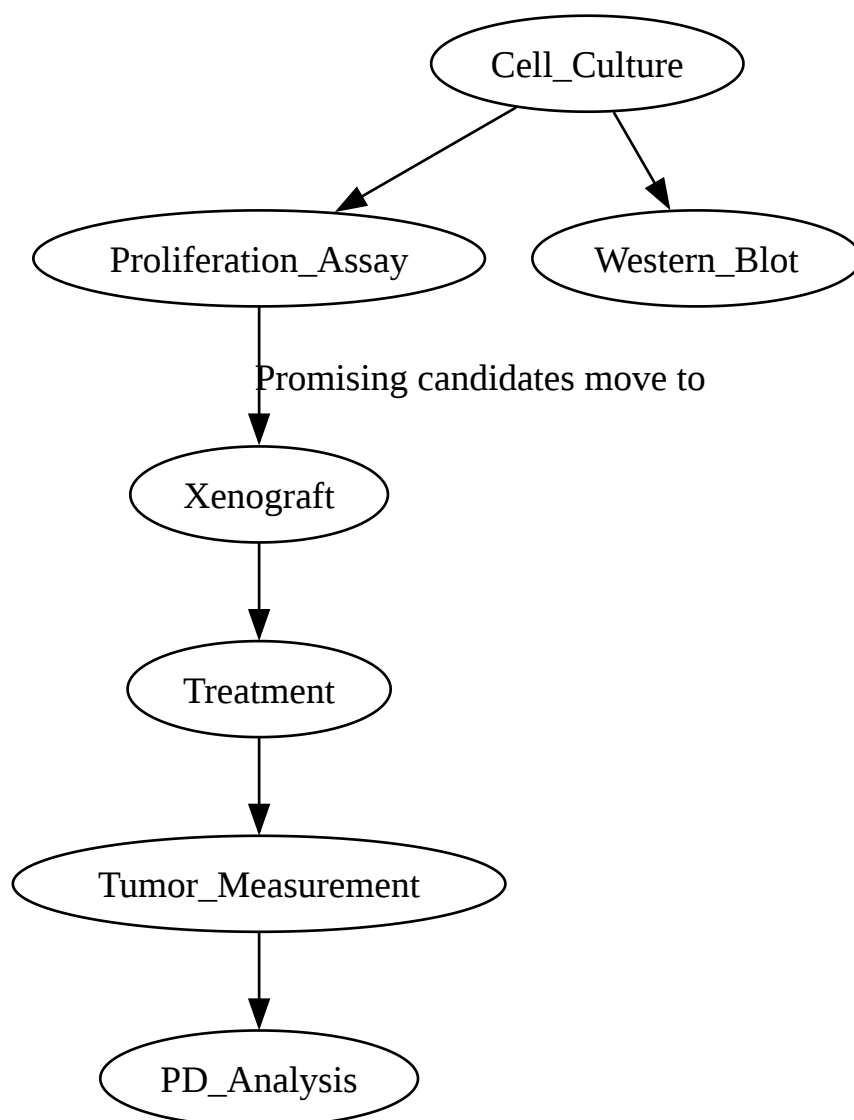 Cell_Culture
Proliferation_Assay
Western_Blot
Promising candidates move to
Xenograft
Treatment
Tumor_Measurement
PD_Analysis